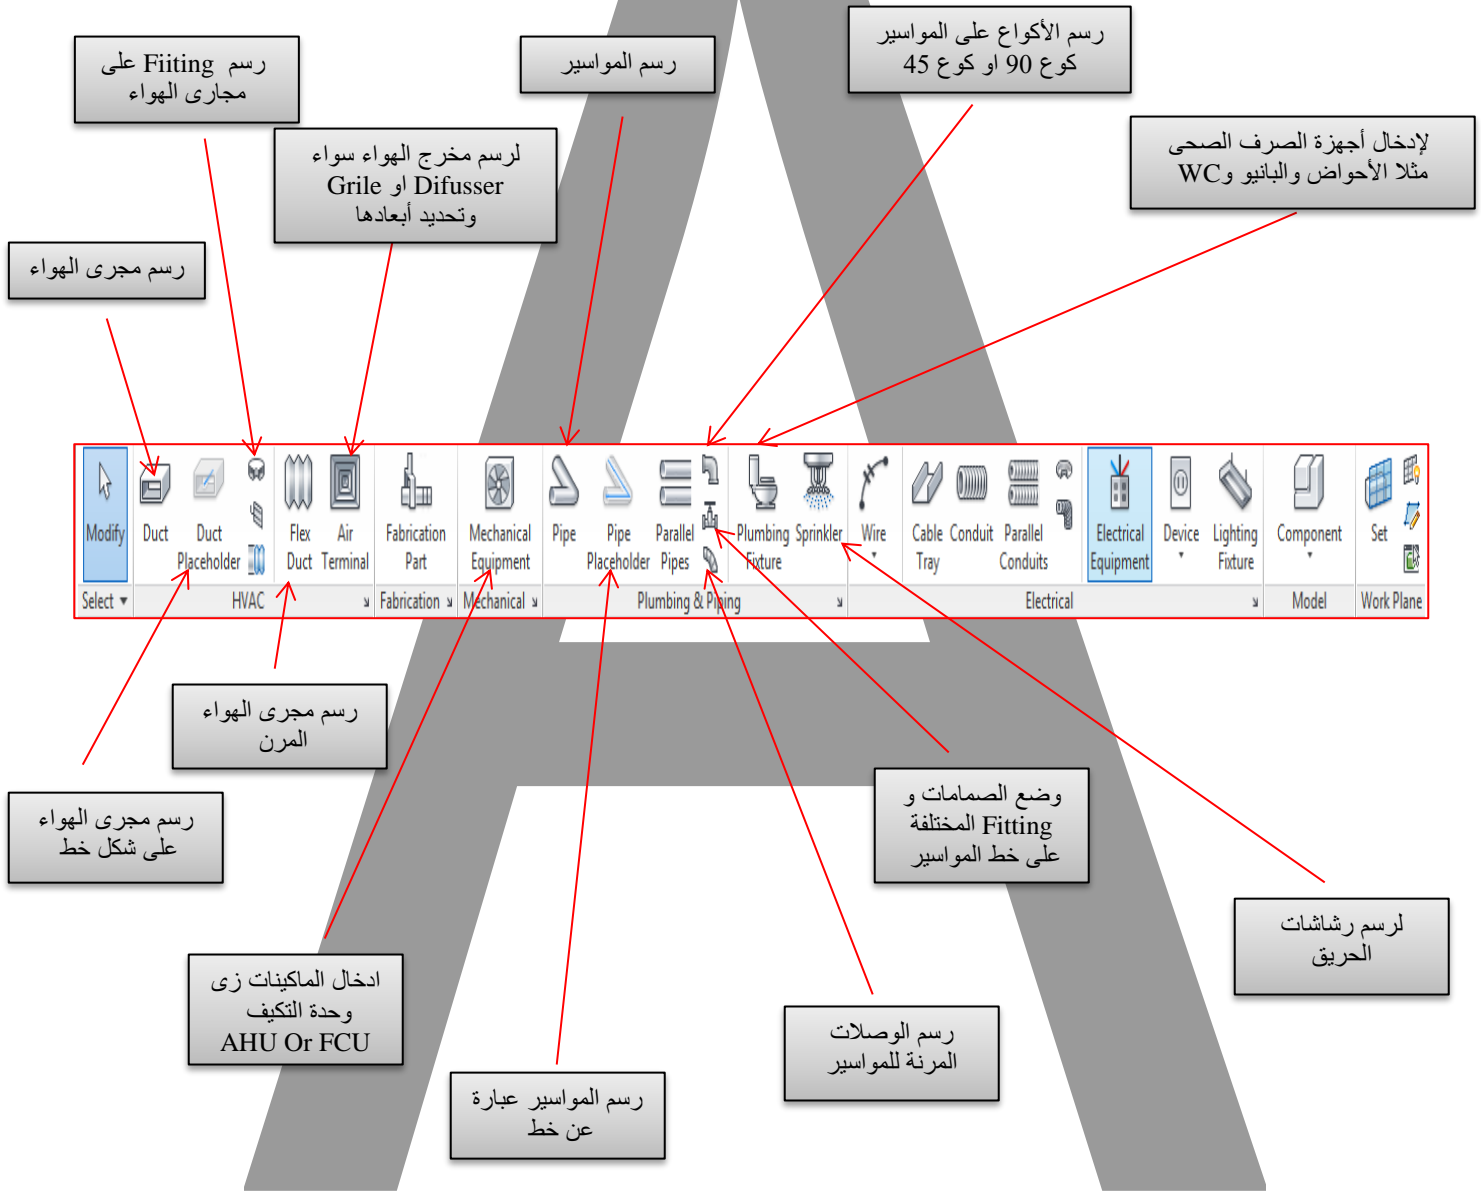 رسم الأكواع على المواسير
كوع 90 او كوع 45
رسم Fiiting على
مجارى الهواء
رسم المواسير
لإدخال أجهزة الصرف الصحى
مثلا الأحواض والبانيو وWC
لرسم مخرج الهواء سواء
Difusser او Grile
وتحديد أبعادها
رسم مجرى الهواء
Modify
Duct
Duct
Placeholder
Flex
Duct
Air
Terminal
Fabrication
Part
Mechanical
Equipment
Pipe
Pipe
Placeholder
Parallel
Pipes
Plumbing
Fixture
Sprinkler
Wire
Cable
Tray
Conduit
Parallel
Conduits
Electrical
Equipment
Device
Lighting
Fixture
Component
Set
Select
HVAC
Fabrication
Mechanical
Plumbing & Piping
Electrical
Model
Work Plane
رسم مجرى الهواء
المرن
رسم مجرى الهواء
على شكل خط
وضع الصمامات و
Fitting المختلفة
على خط المواسير
لرسم رشاشات
الحريق
ادخال الماكينات زى
وحدة التكيف
AHU Or FCU
رسم الوصلات
المرنة للمواسير
رسم المواسير عبارة
عن خط